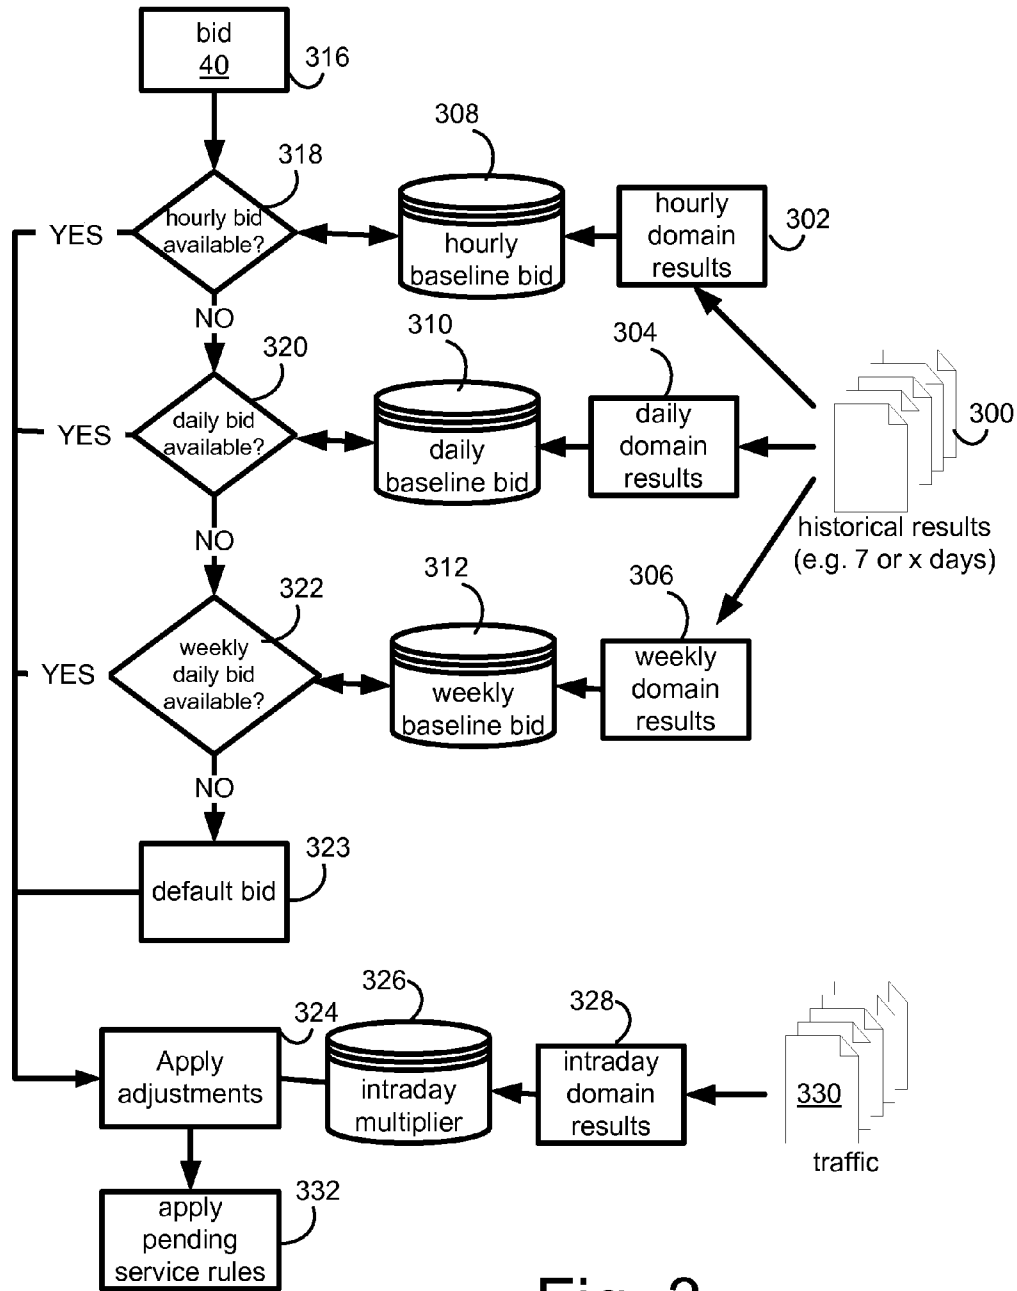 bid
40
316
308
318
hourly bid
available?
YES
hourly
baseline bid
hourly
domain
results
302
NO
310
304
320
daily bid
available?
YES
daily
baseline bid
daily
domain
results
300
historical results
(e.g. 7 or x days)
NO
312
306
322
weekly
daily bid
available?
YES
weekly
baseline bid
weekly
domain
results
NO
323
default bid
326
324
328
Apply
adjustments
intraday
multiplier
intraday
domain
results
330
traffic
332
apply
pending
service rules